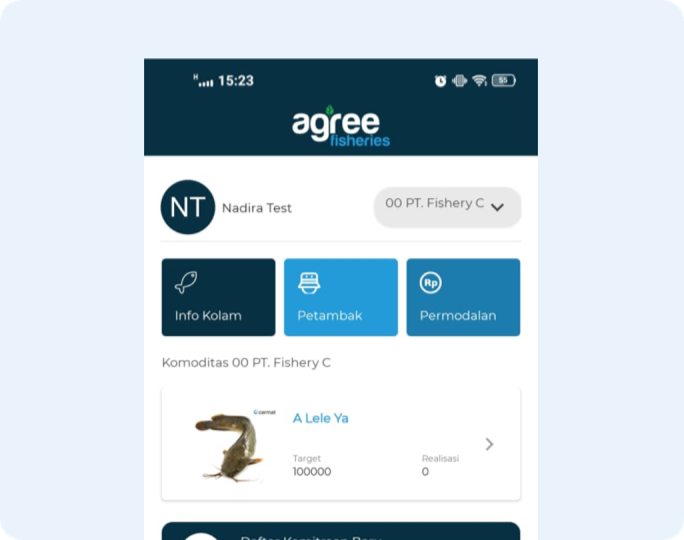 H 15:23 55
agree
fisheries
NT Nadira Test 00 PT. Fishery C
Rp
Info Kolam Petambak Permodalan
Komoditas 00 PT. Fishery C
A Lele Ya
Target Realisasi
100000 0
Daftar Kemitraan Baru